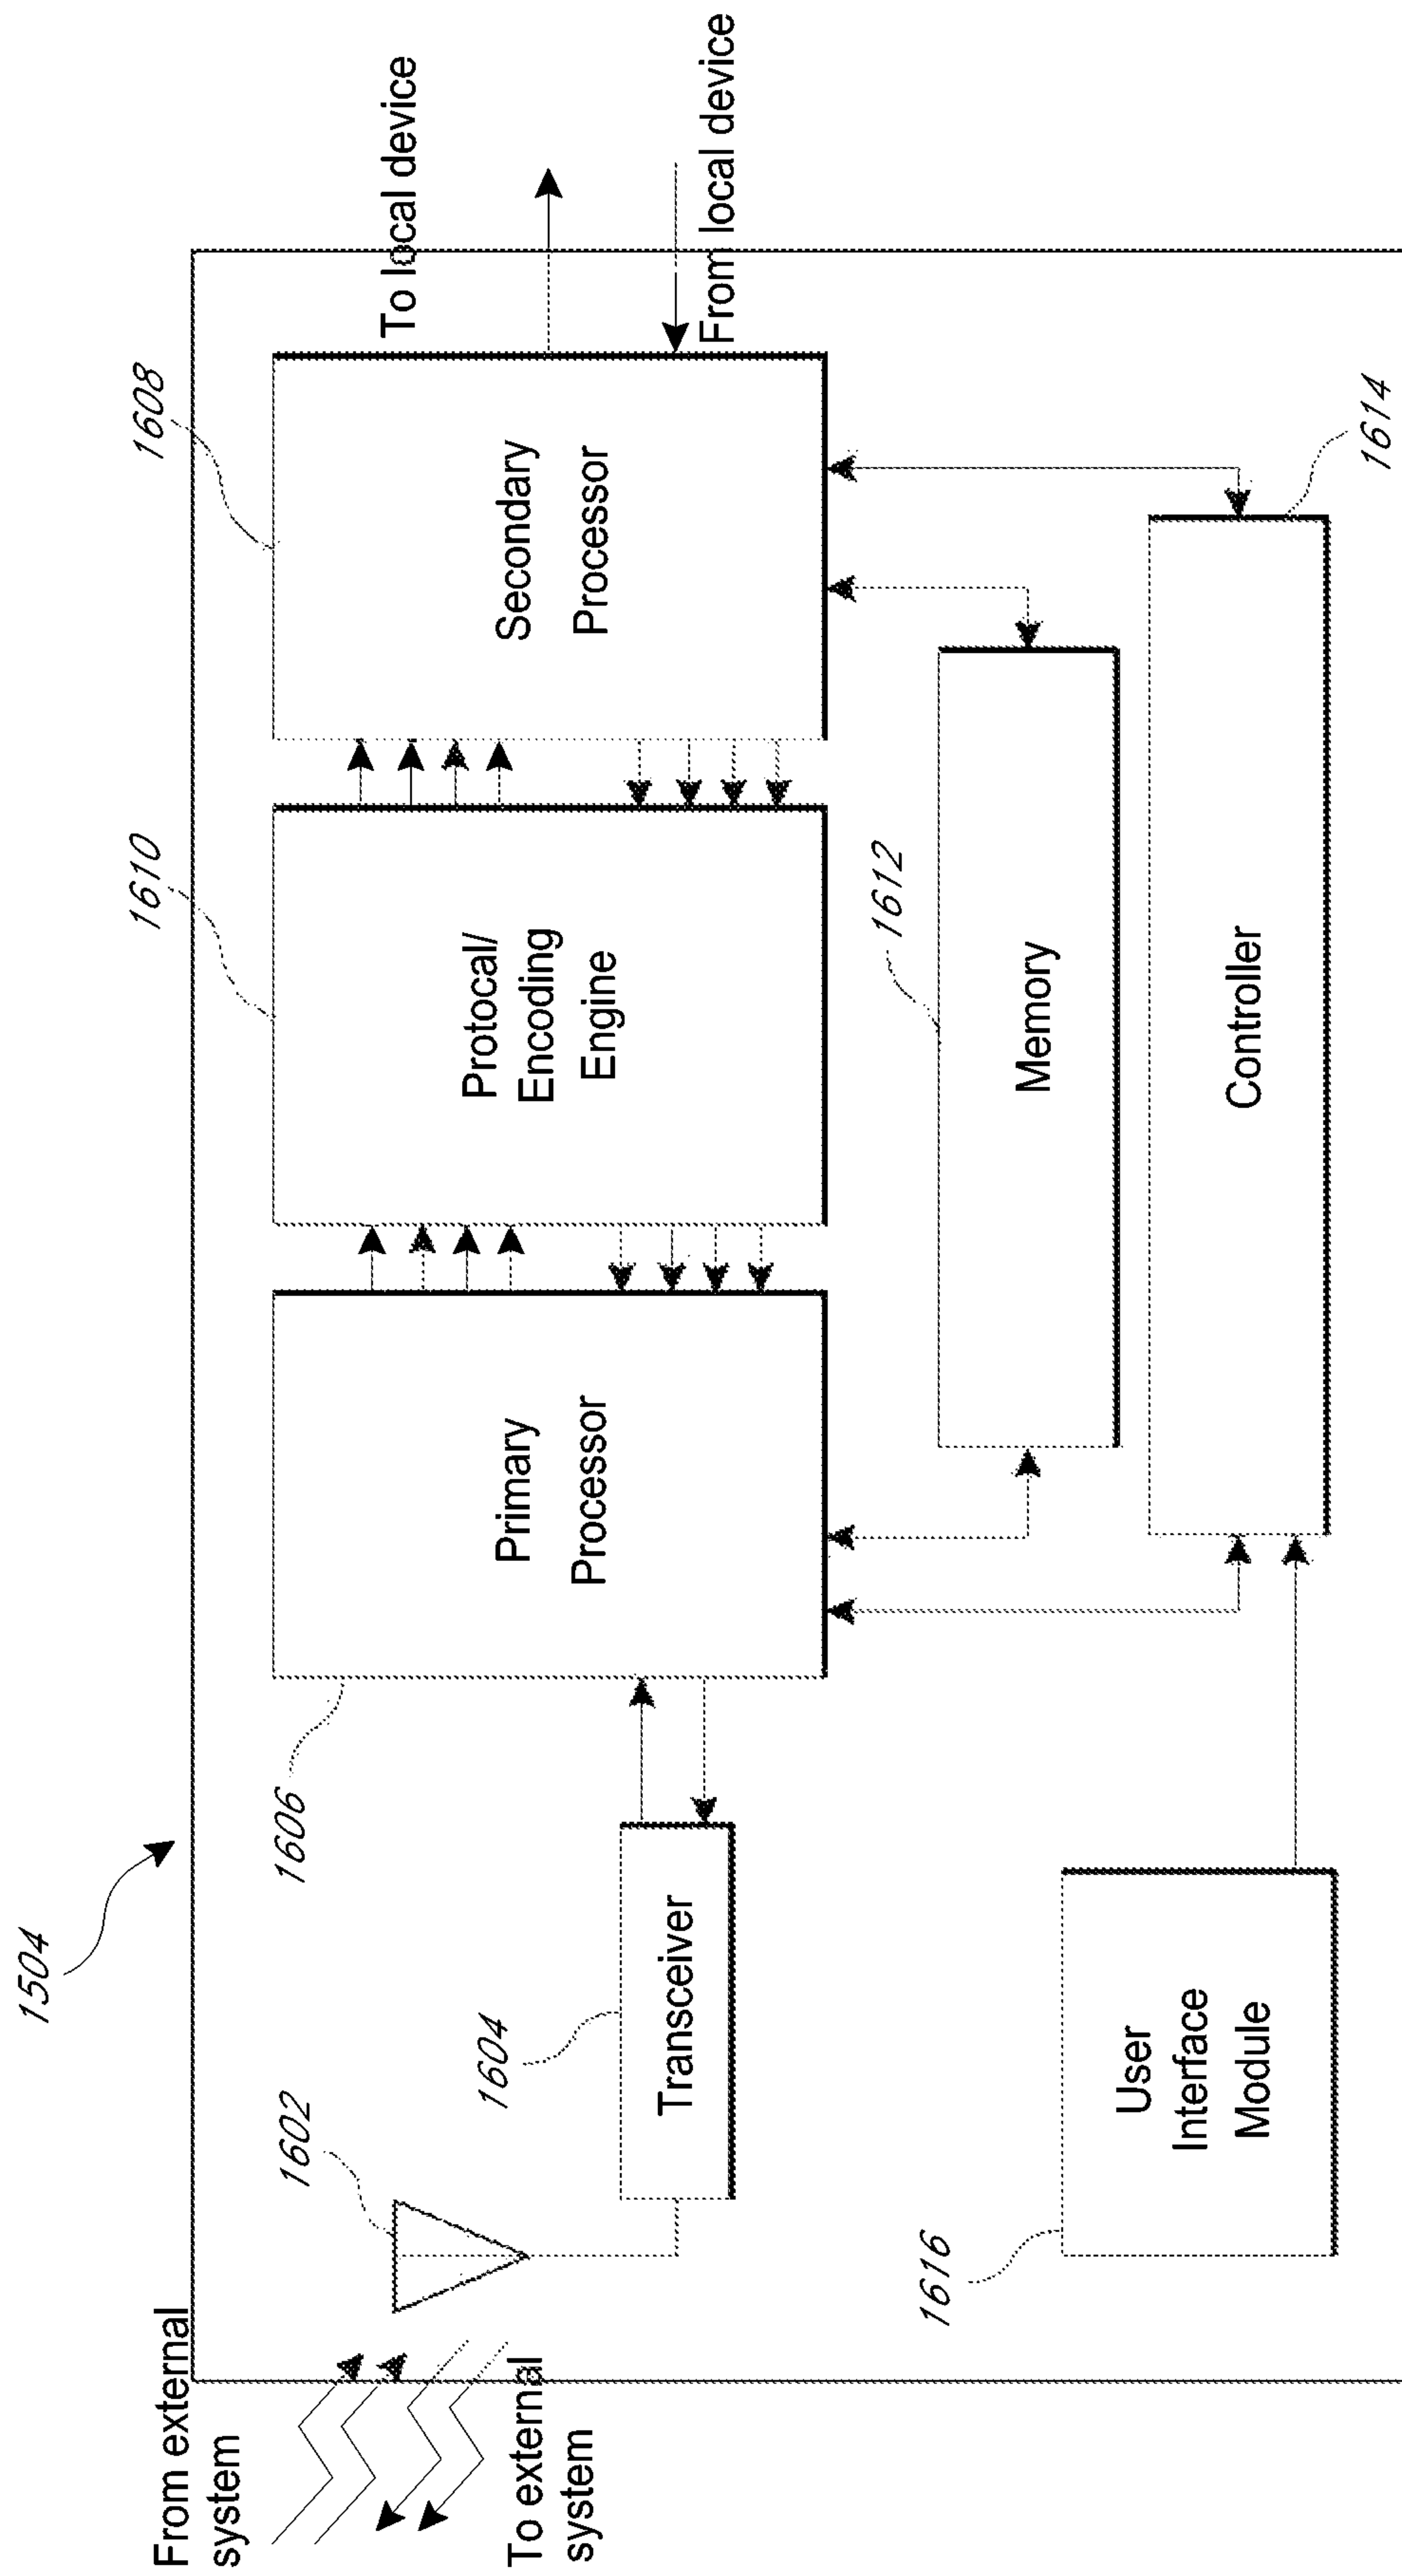 1504
From external
system
To external
system
1602
1604
Transceiver
1606
Primary
Processor
1610
Protocal/
Encoding
Engine
1608
Secondary
Processor
To local device
From local device
1612
Memory
1614
Controller
1616
User
Interface
Module